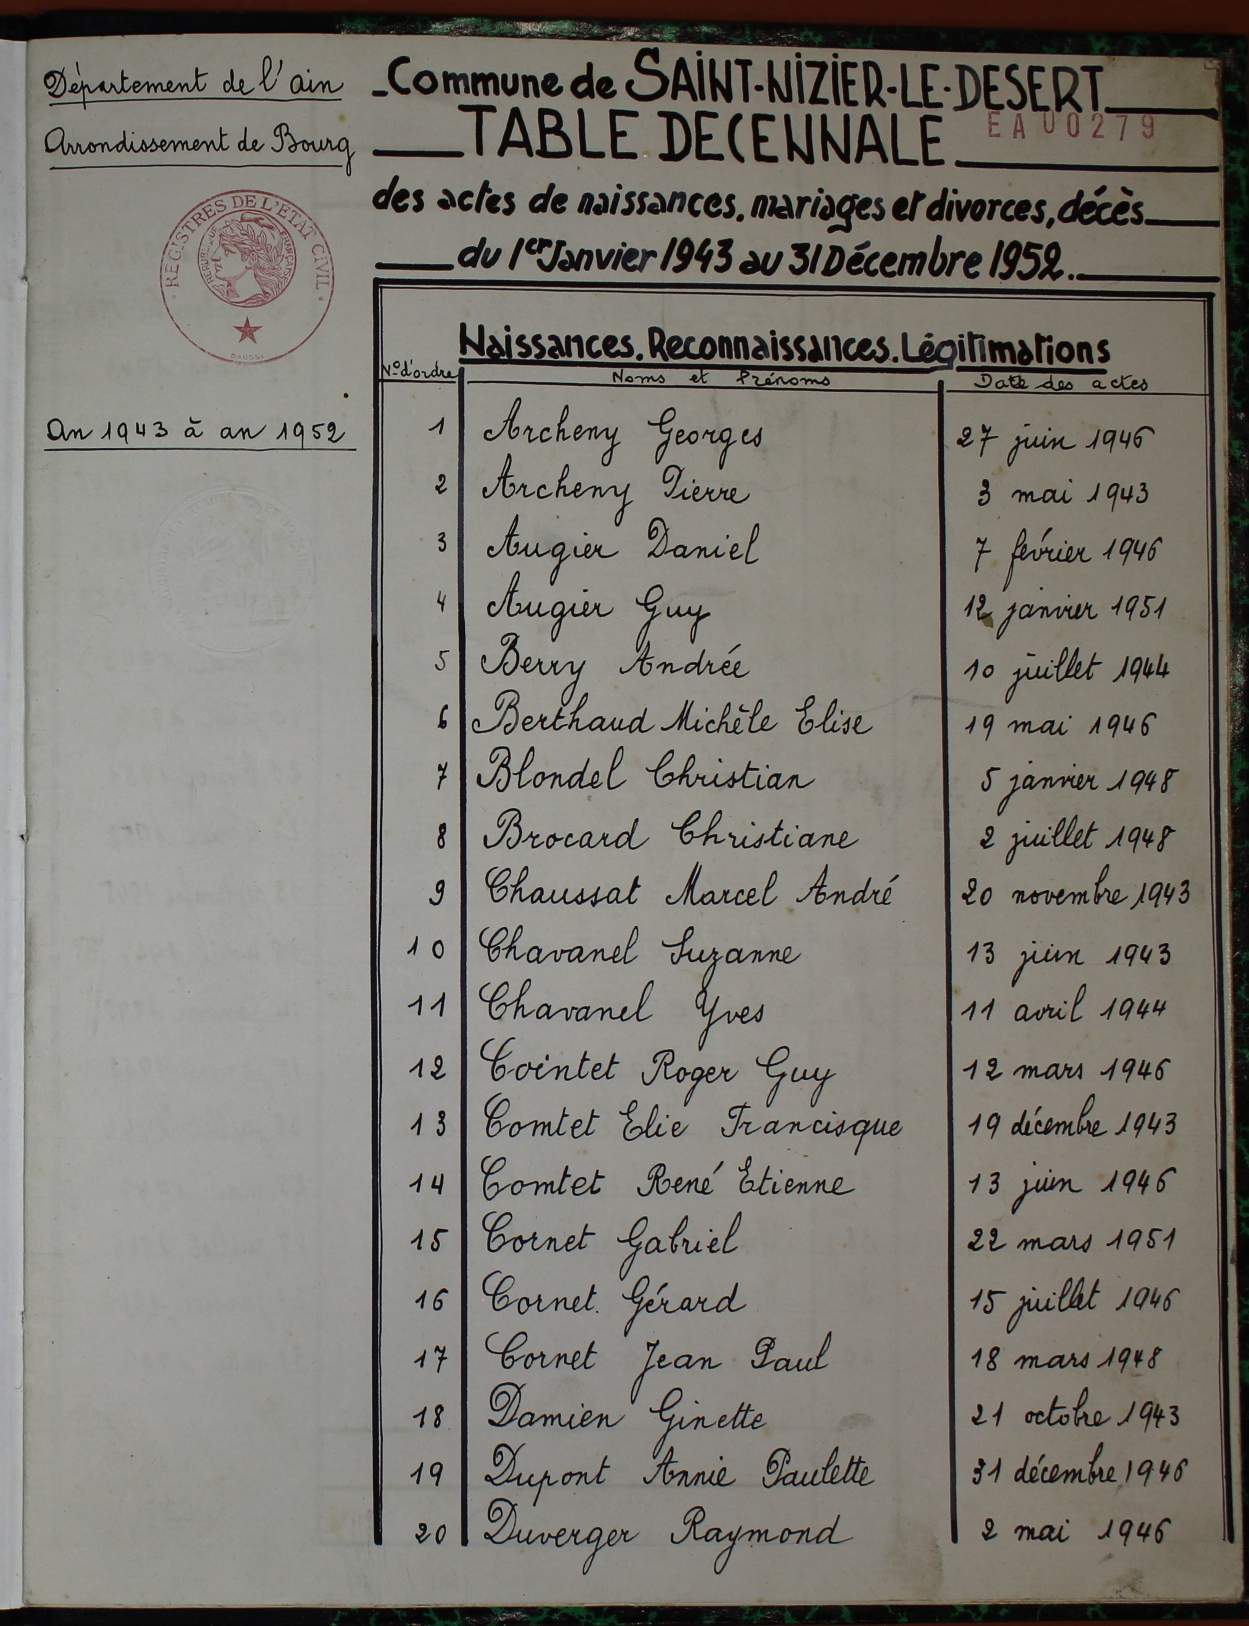 Département de l'ain
Arrondissement de Bourg
REGISTRES DE L'ETAT CIVIL
An 1943 à an 1952
Commune de SAINT-NIZIER-LE-DESERT
TABLE DECENNALE
EAU0279
des actes de naissances, mariages et divorces, décès
du 1er Janvier 1943 au 31 Décembre 1952.
Naissances. Reconnaissances. Légitimations
N° d'ordre Noms et Prénoms Date des actes
1 Archeny Georges 27 juin 1946
2 Archeny Pierre 3 mai 1943
3 Augier Daniel 7 février 1946
4 Augier Guy 12 janvier 1951
5 Berry Andrée 10 juillet 1944
6 Berthaud Michèle Elise 19 mai 1946
7 Blondel Christian 5 janvier 1948
8 Brocard Christiane 2 juillet 1948
9 Chaussat Marcel André 20 novembre 1943
10 Chavanel Suzanne 13 juin 1943
11 Chavanel Yves 11 avril 1944
12 Cointet Roger Guy 12 mars 1946
13 Comtet Elie Francisque 19 décembre 1943
14 Comtet René Etienne 13 juin 1946
15 Cornet Gabriel 22 mars 1951
16 Cornet. Gérard 15 juillet 1946
17 Cornet Jean Paul 18 mars 1948
18 Damien Ginette 21 octobre 1943
19 Dupont Annie Paulette 31 décembre 1946
20 Duverger Raymond 2 mai 1946